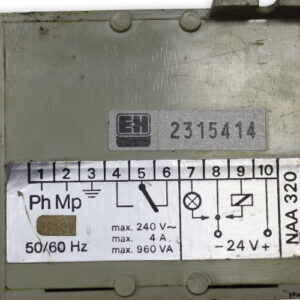 E+H
2315414
1 2 3 4 5 6 7 8 9 10
Ph Mp
50/60 Hz
max. 240 V~
max. 4 A
max. 960 VA
- 24V +
NAA 320